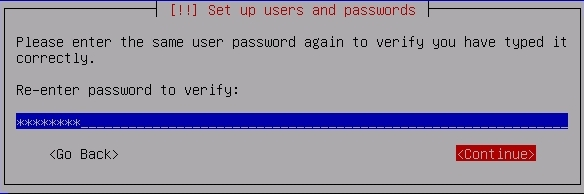 [!!] Set up users and passwords
Please enter the same user password again to verify you have typed it
correctly.
Re-enter password to verify:
********
<Go Back> <Continue>